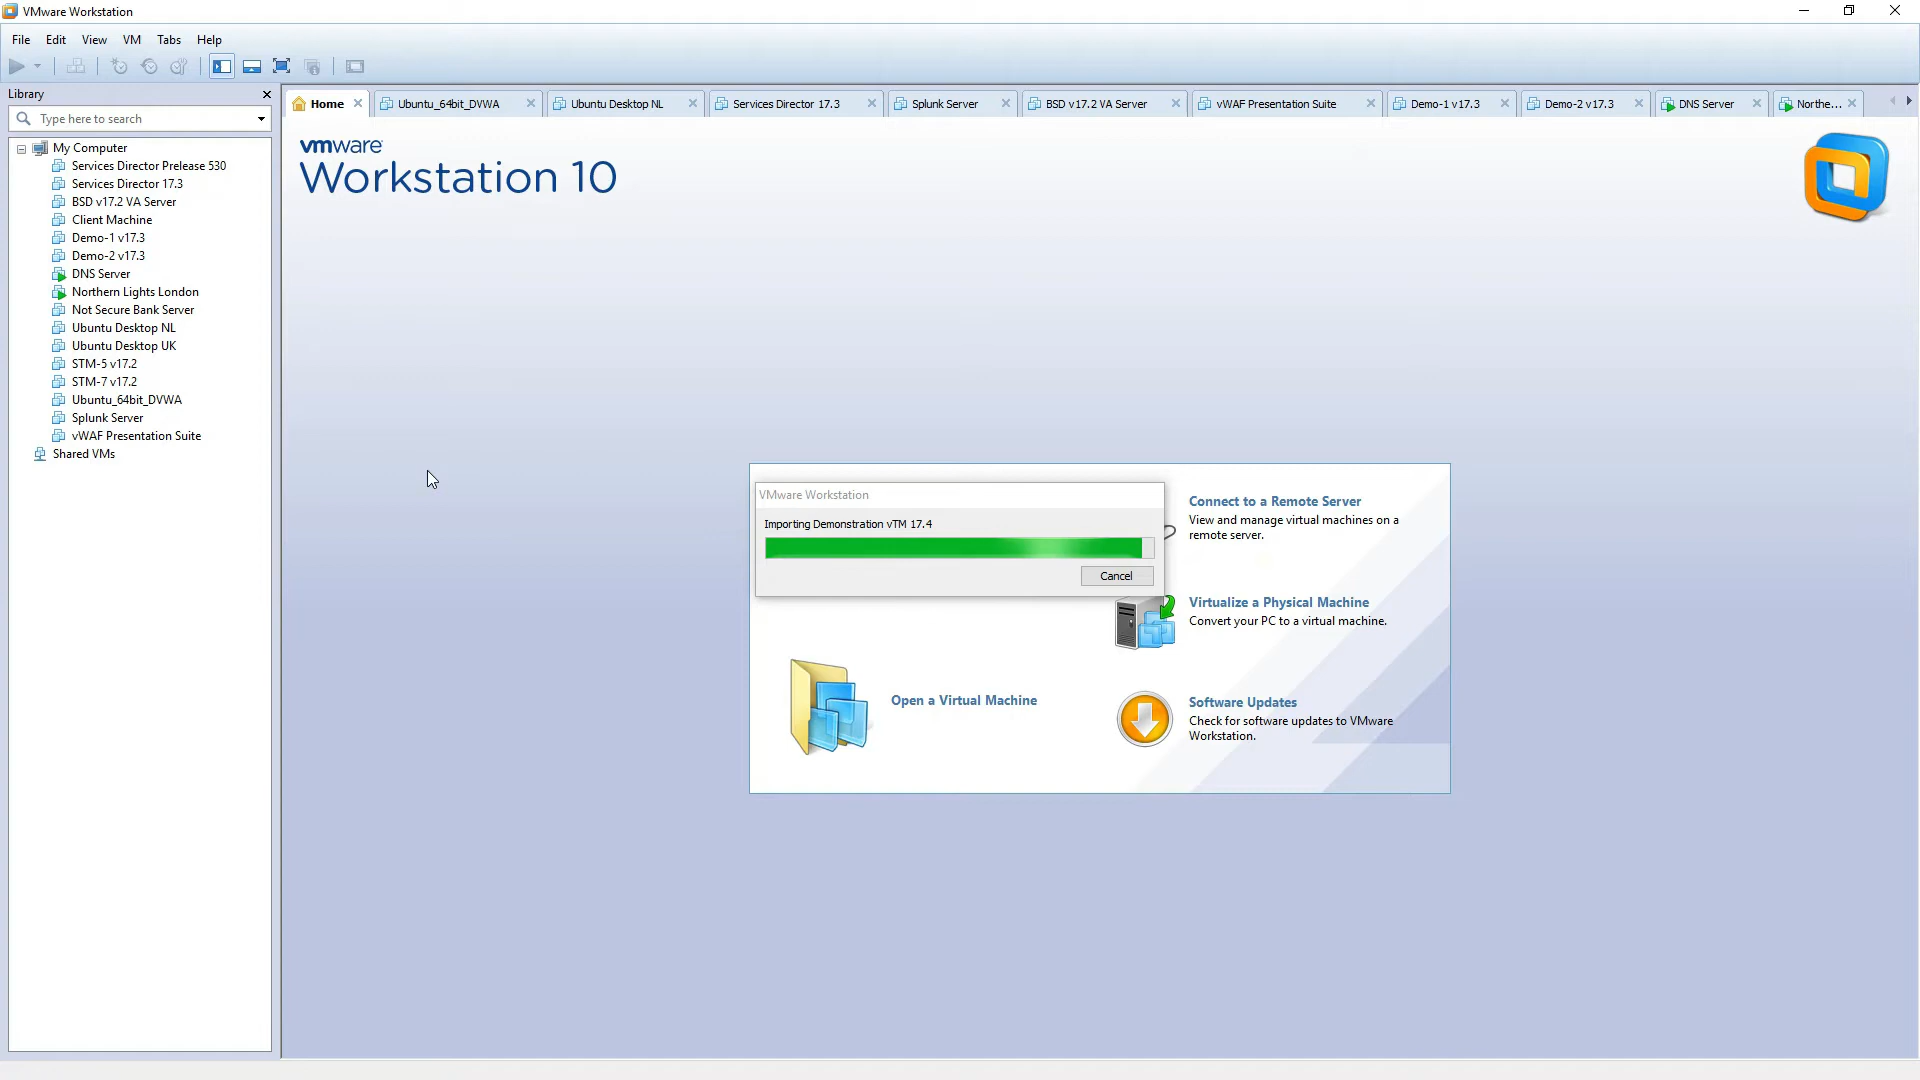 VMware Workstation
File Edit View VM Tabs Help
Library
Type here to search
My Computer
Services Director Prelease 530
Services Director 17.3
BSD v17.2 VA Server
Client Machine
Demo-1 v17.3
Demo-2 v17.3
DNS Server
Northern Lights London
Not Secure Bank Server
Ubuntu Desktop NL
Ubuntu Desktop UK
STM-5 v17.2
STM-7 v17.2
Ubuntu_64bit_DVWA
Splunk Server
vWAF Presentation Suite
Shared VMs
Home Ubuntu_64bit_DVWA Ubuntu Desktop NL Services Director 17.3 Splunk Server BSD v17.2 VA Server vWAF Presentation Suite Demo-1 v17.3 Demo-2 v17.3 DNS Server Northe...
vmware
Workstation 10
VMware Workstation
Importing Demonstration vTM 17.4
Cancel
Connect to a Remote Server
View and manage virtual machines on a
remote server.
Virtualize a Physical Machine
Convert your PC to a virtual machine.
Open a Virtual Machine
Software Updates
Check for software updates to VMware
Workstation.